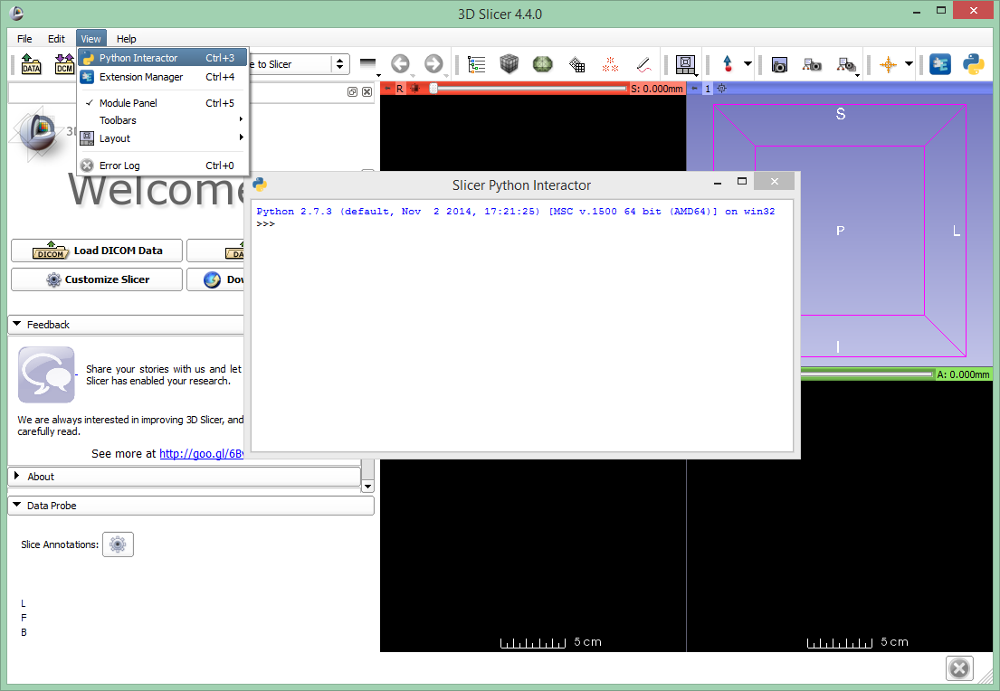 3D Slicer 4.4.0
File Edit View Help
Python Interactor Ctrl+3
Extension Manager Ctrl+4
Module Panel Ctrl+5
Toolbars
Layout
Error Log Ctrl+0
DATA DCM
e to Slicer
R S: 0.000mm
1
3D
Welcome
S
P
L
I
Slicer Python Interactor
Python 2.7.3 (default, Nov  2 2014, 17:21:25) [MSC v.1500 64 bit (AMD64)] on win32
>>>
DICOM Load DICOM Data
DA
Customize Slicer
Dow
Feedback
Share your stories with us and let
Slicer has enabled your research.
We are always interested in improving 3D Slicer, and
carefully read.
See more at http://goo.gl/6B
About
A: 0.000mm
Data Probe
Slice Annotations:
L
F
B
5 cm
5 cm